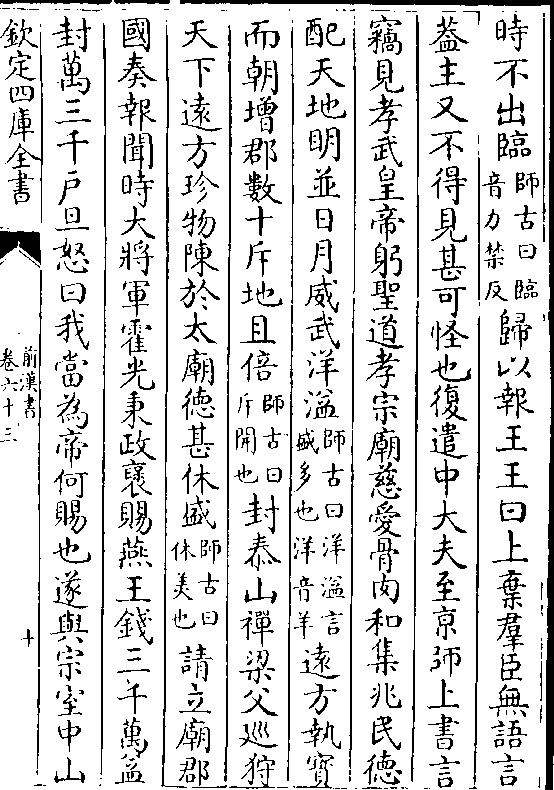 時不出臨師古曰臨音力禁反歸以報王王曰上棄羣臣無語言
葢主又不得見甚可怪也復遣中大夫至京師上書言
竊見孝武皇帝躬聖道孝宗廟慈愛骨肉和集兆民德
配天地明並日月威武洋溢師古曰洋溢言盛多也洋音羊遠方執寳
而朝增郡數十斥地且倍師古曰斥開也封泰山禪梁父巡狩
天下遠方珍物陳於太廟德甚休盛師古曰休美也請立廟郡
國奏報聞時大將軍霍光秉政襃賜燕王錢三千萬益
封萬三千戶旦怒曰我當為帝何賜也遂與宗室中山
欽定四庫全書
前漢書
卷六十三
十